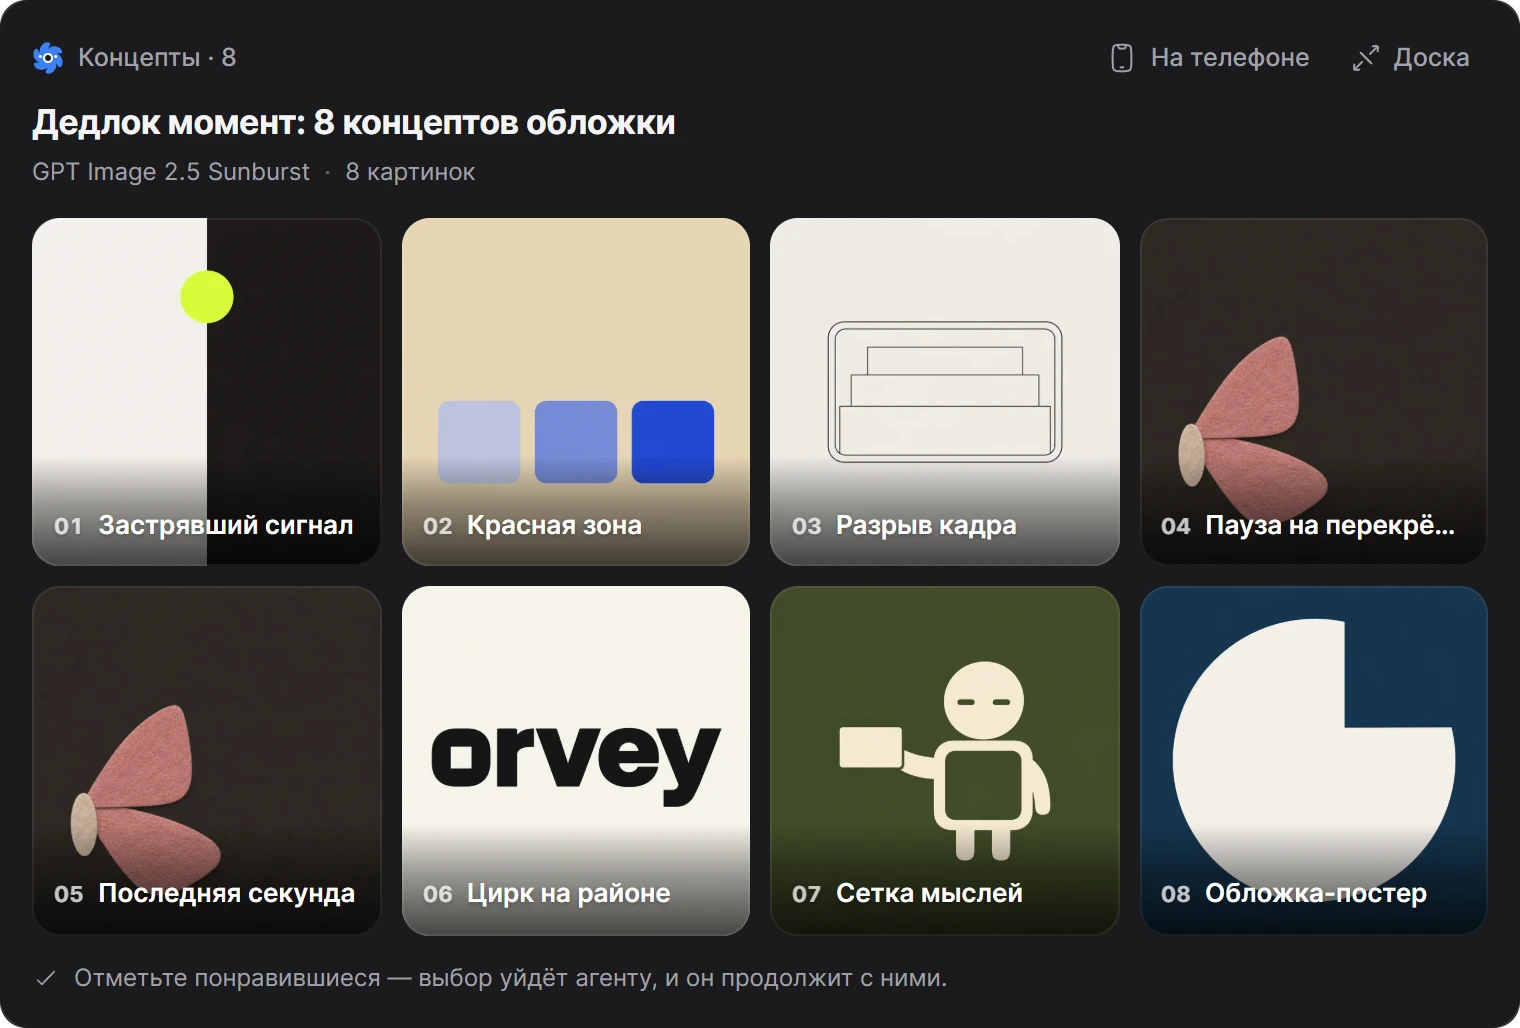 Концепты · 8
На телефоне
Доска
Дедлок момент: 8 концептов обложки
GPT Image 2.5 Sunburst · 8 картинок
01 Застрявший сигнал
02 Красная зона
03 Разрыв кадра
04 Пауза на перекрё...
05 Последняя секунда
orvey
06 Цирк на районе
07 Сетка мыслей
08 Обложка-постер
Отметьте понравившиеся — выбор уйдёт агенту, и он продолжит с ними.